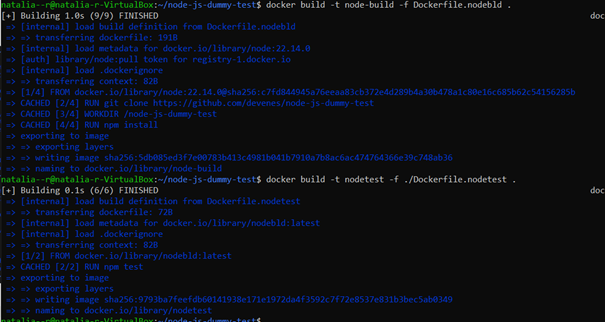 natalia--r@natalia-r-VirtualBox:~/node-js-dummy-test$ docker build -t node-build -f Dockerfile.nodebld .
[+] Building 1.0s (9/9) FINISHED doc
=> [internal] load build definition from Dockerfile.nodebld
=> => transferring dockerfile: 191B
=> [internal] load metadata for docker.io/library/node:22.14.0
=> [auth] library/node:pull token for registry-1.docker.io
=> [internal] load .dockerignore
=> => transferring context: 82B
=> [1/4] FROM docker.io/library/node:22.14.0@sha256:c7fd844945a76eeaa83cb372e4d289b4a30b478a1c80e16c685b62c54156285b
=> CACHED [2/4] RUN git clone https://github.com/devenes/node-js-dummy-test
=> CACHED [3/4] WORKDIR /node-js-dummy-test
=> CACHED [4/4] RUN npm install
=> exporting to image
=> => exporting layers
=> => writing image sha256:5db085ed3f7e00783b413c4981b041b7910a7b8ac6ac474764366e39c748ab36
=> => naming to docker.io/library/node-build
natalia--r@natalia-r-VirtualBox:~/node-js-dummy-test$ docker build -t nodetest -f ./Dockerfile.nodetest .
[+] Building 0.1s (6/6) FINISHED doc
=> [internal] load build definition from Dockerfile.nodetest
=> => transferring dockerfile: 72B
=> [internal] load metadata for docker.io/library/nodebld:latest
=> [internal] load .dockerignore
=> => transferring context: 82B
=> [1/2] FROM docker.io/library/nodebld:latest
=> CACHED [2/2] RUN npm test
=> exporting to image
=> => exporting layers
=> => writing image sha256:9793ba7feefdb60141938e171e1972da4f3592c7f72e8537e831b3bec5ab0349
=> => naming to docker.io/library/nodetest
natalia--r@natalia-r-VirtualBox:~/node-js-dummy-test$